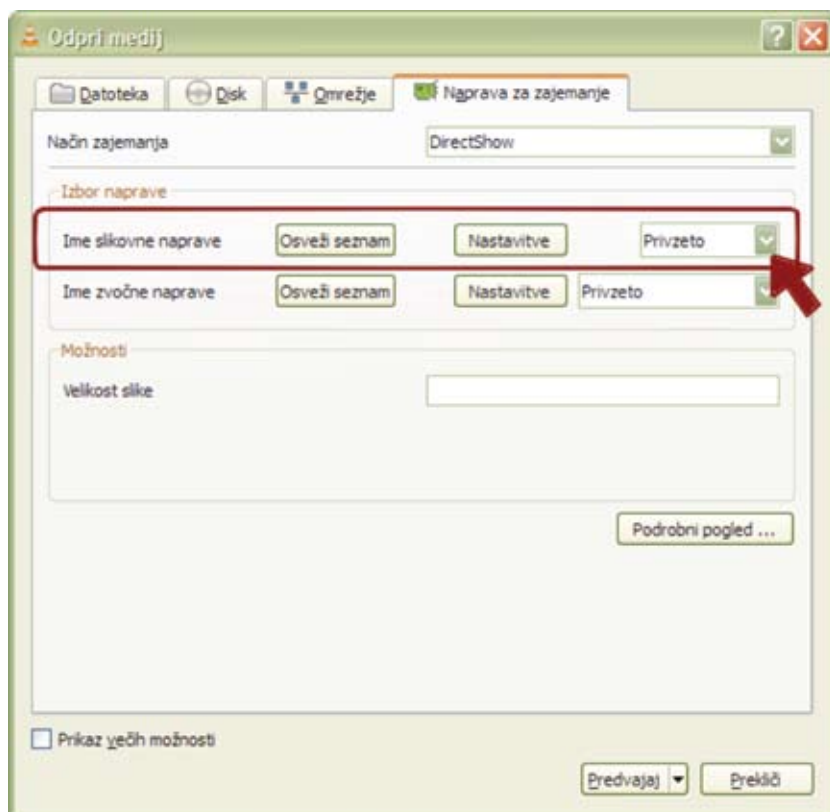 Odpri medij
Datoteka Disk Omrežje Naprava za zajemanje
Način zajemanja DirectShow
Izbor naprave
Ime slikovne naprave Osveži seznam Nastavitve Privzeto
Ime zvočne naprave Osveži seznam Nastavitve Privzeto
Možnosti
Velikost slike
Podrobni pogled ...
Prikaz večih možnosti
Predvajaj Prekliči